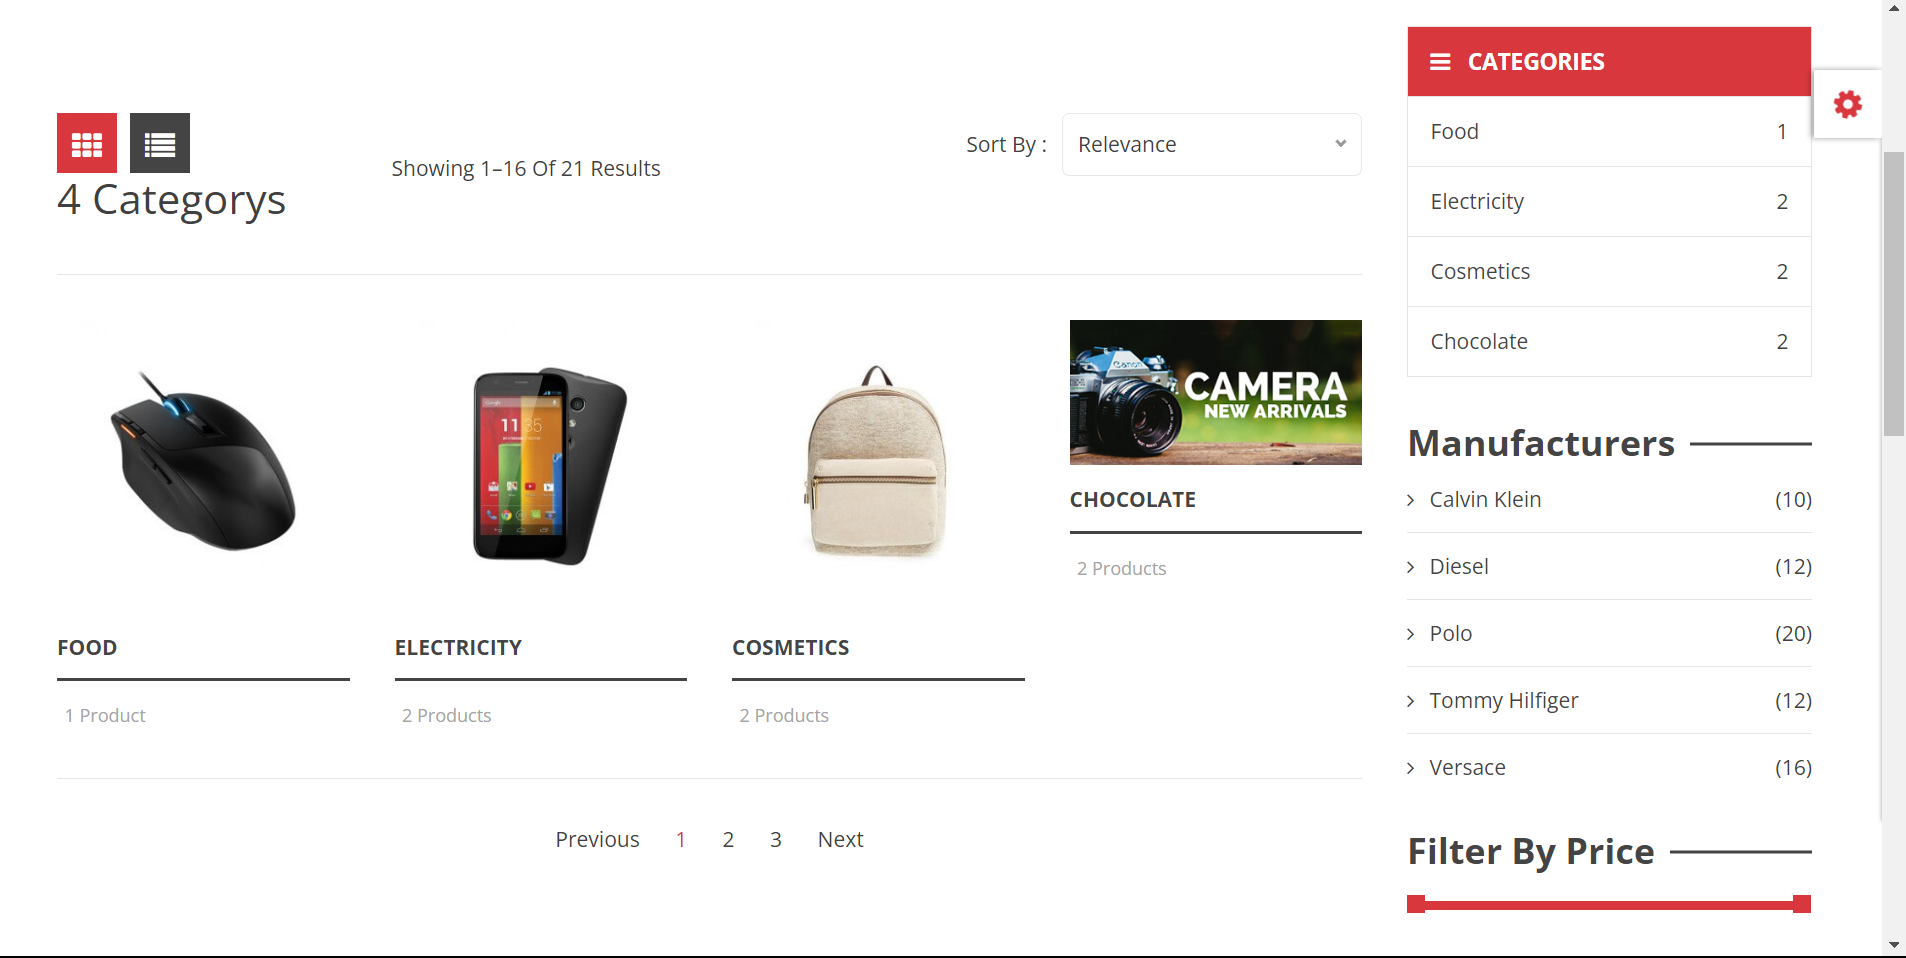 4 Categorys
Showing 1–16 Of 21 Results
Sort By :
Relevance
Canon
CAMERA
NEW ARRIVALS
FOOD
1 Product
ELECTRICITY
2 Products
COSMETICS
2 Products
CHOCOLATE
2 Products
Previous 1 2 3 Next
CATEGORIES
Food 1
Electricity 2
Cosmetics 2
Chocolate 2
Manufacturers
Calvin Klein (10)
Diesel (12)
Polo (20)
Tommy Hilfiger (12)
Versace (16)
Filter By Price